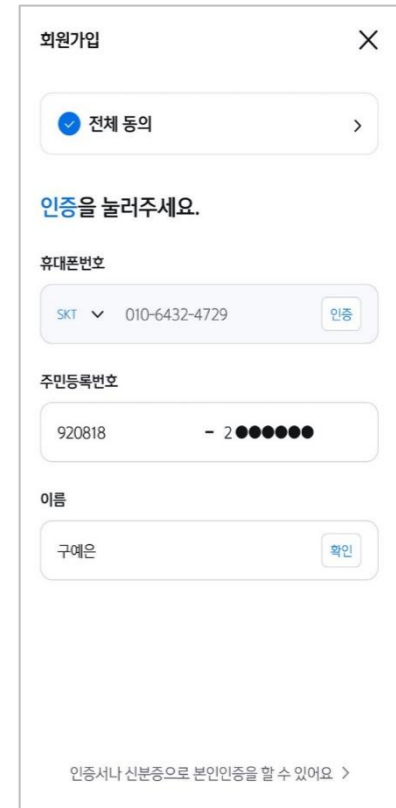 회원가입
전체 동의
인증을 눌러주세요.
휴대폰번호
SKT 010-6432-4729 인증
주민등록번호
920818 - 2●●●●●●
이름
구예은 확인
인증서나 신분증으로 본인인증을 할 수 있어요 >